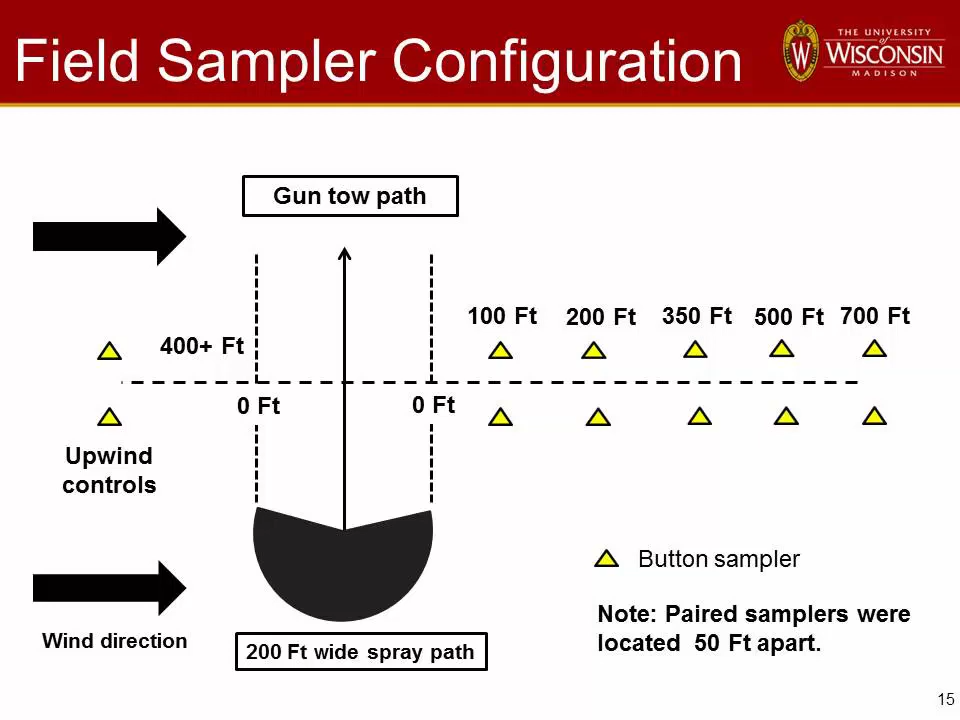 Field Sampler Configuration
THE UNIVERSITY
of
WISCONSIN
MADISON
W
Gun tow path
100 Ft 200 Ft 350 Ft 500 Ft 700 Ft
400+ Ft
0 Ft 0 Ft
Upwind
controls
Button sampler
Note: Paired samplers were
located 50 Ft apart.
Wind direction
200 Ft wide spray path
15